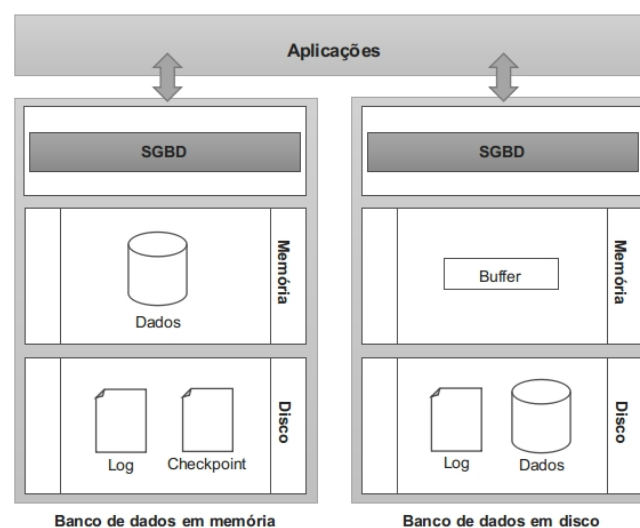 Aplicações
SGBD
SGBD
Memória
Dados
Memória
Buffer
Disco
Log
Checkpoint
Disco
Log
Dados
Banco de dados em memória
Banco de dados em disco